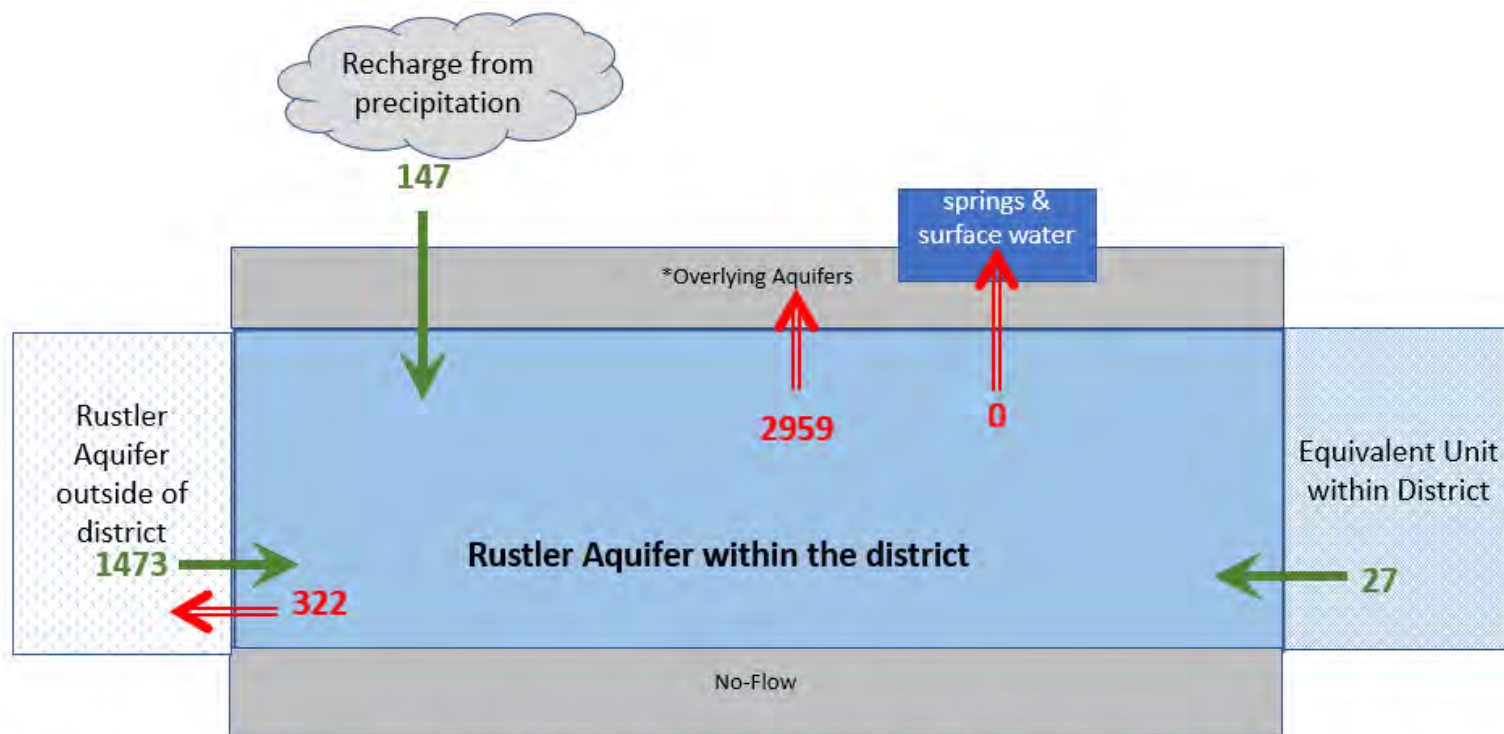 Recharge from
precipitation
147
springs &
surface water
*Overlying Aquifers
2959
0
Rustler
Aquifer
outside of
district
1473
322
Rustler Aquifer within the district
Equivalent Unit
within District
27
No-Flow